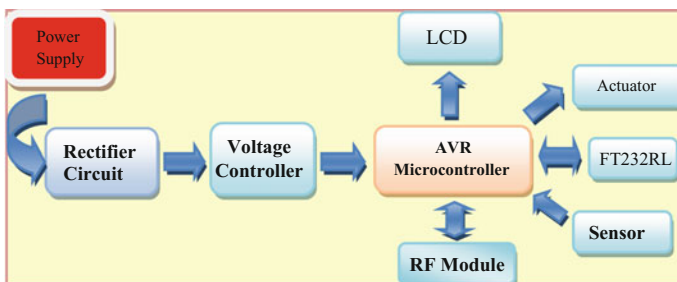 Power
Supply
LCD
Actuator
Rectifier
Circuit
Voltage
Controller
AVR
Microcontroller
FT232RL
Sensor
RF Module